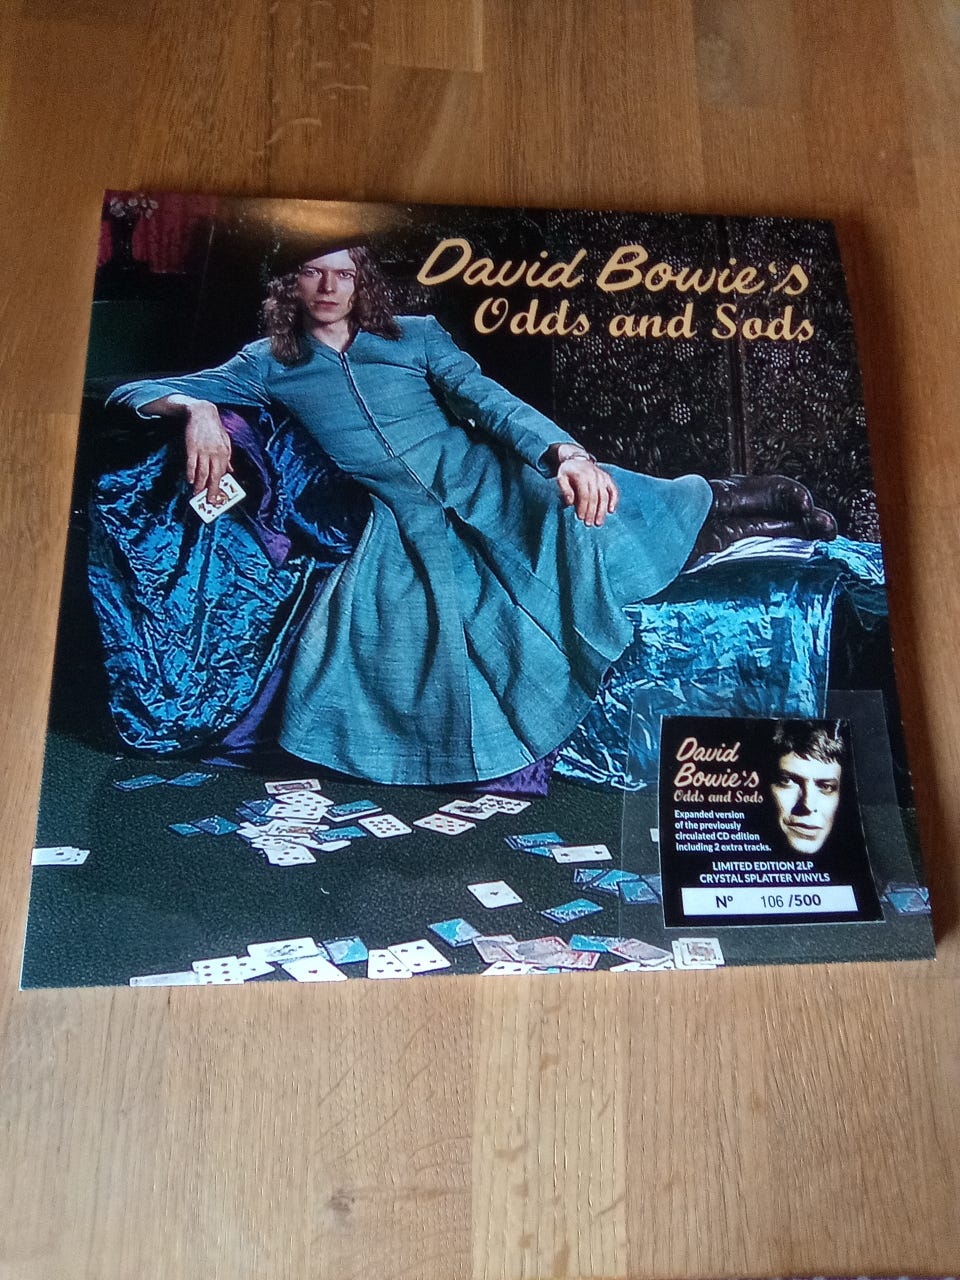 David Bowie's
Odds and Sods
David
Bowie's
Odds and Sods
Expanded version
of the previously
circulated CD edition
including 2 extra tracks.
LIMITED EDITION 2LP
CRYSTAL SPLATTER VINYLS
N° 106 /500